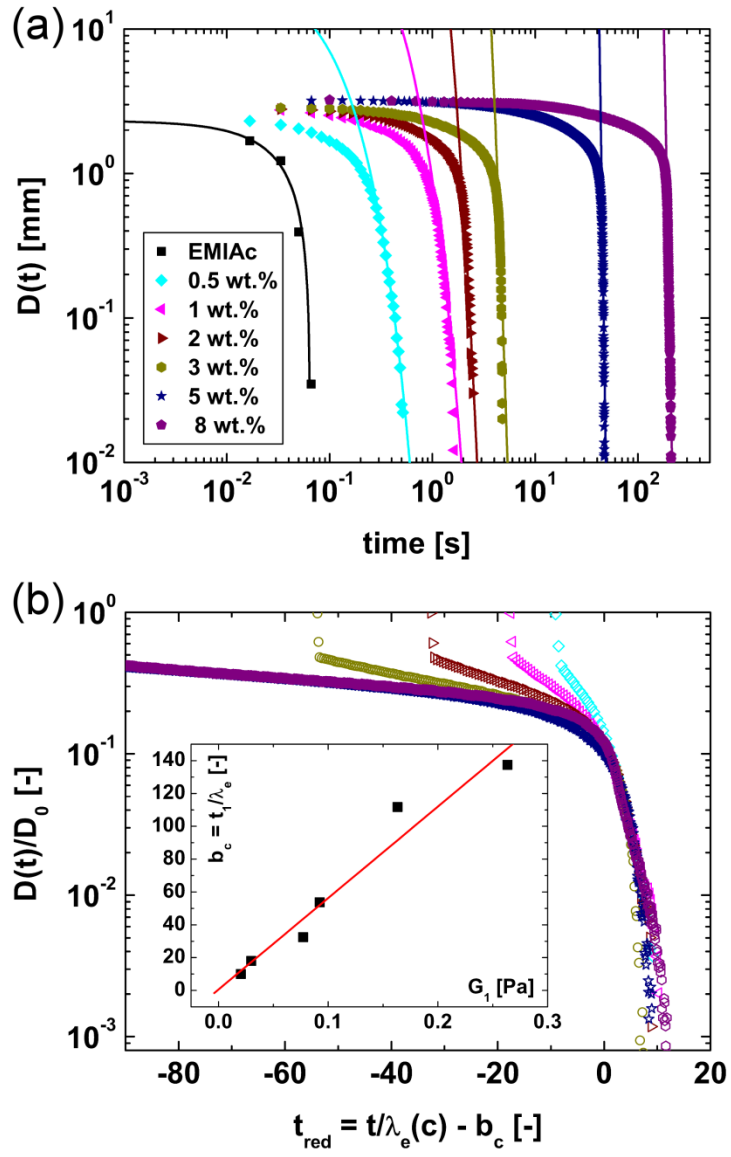 (a)
10¹
10⁰
10⁻¹
10⁻²
D(t) [mm]
EMIAc
0.5 wt.%
1 wt.%
2 wt.%
3 wt.%
5 wt.%
8 wt.%
10⁻³ 10⁻² 10⁻¹ 10⁰ 10¹ 10²
time [s]
(b)
10⁰
10⁻¹
10⁻²
10⁻³
D(t)/D₀ [-]
140
120
100
80
60
40
20
0
b_c = t₁/λ_e [-]
G₁ [Pa]
0.0 0.1 0.2 0.3
-80 -60 -40 -20 0 20
t_red = t/λ_e(c) - b_c [-]